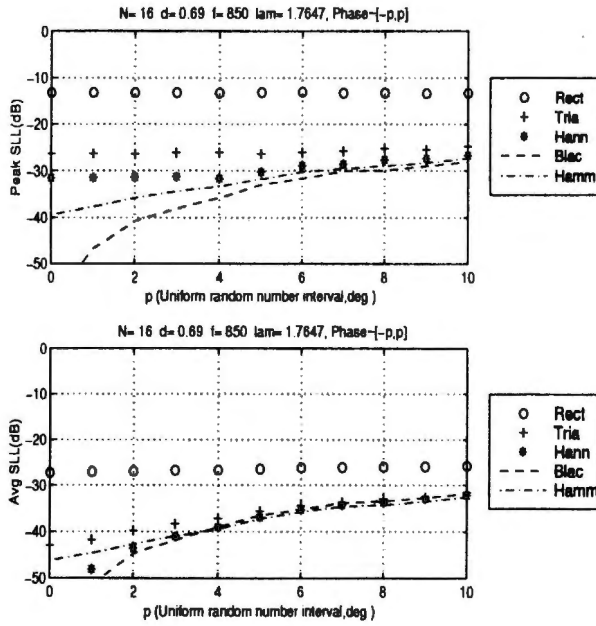 N= 16 d= 0.69 f= 850 lam= 1.7647, Phase~[-p,p]
0
-10
-20
-30
-40
-50
Peak SLL(dB)
0 2 4 6 8 10
p (Uniform random number interval,deg )
Rect
Tria
Hann
Blac
Hamm
N= 16 d= 0.69 f= 850 lam= 1.7647, Phase~[-p,p]
0
-10
-20
-30
-40
-50
Avg SLL(dB)
0 2 4 6 8 10
p (Uniform random number interval,deg )
Rect
Tria
Hann
Blac
Hamm